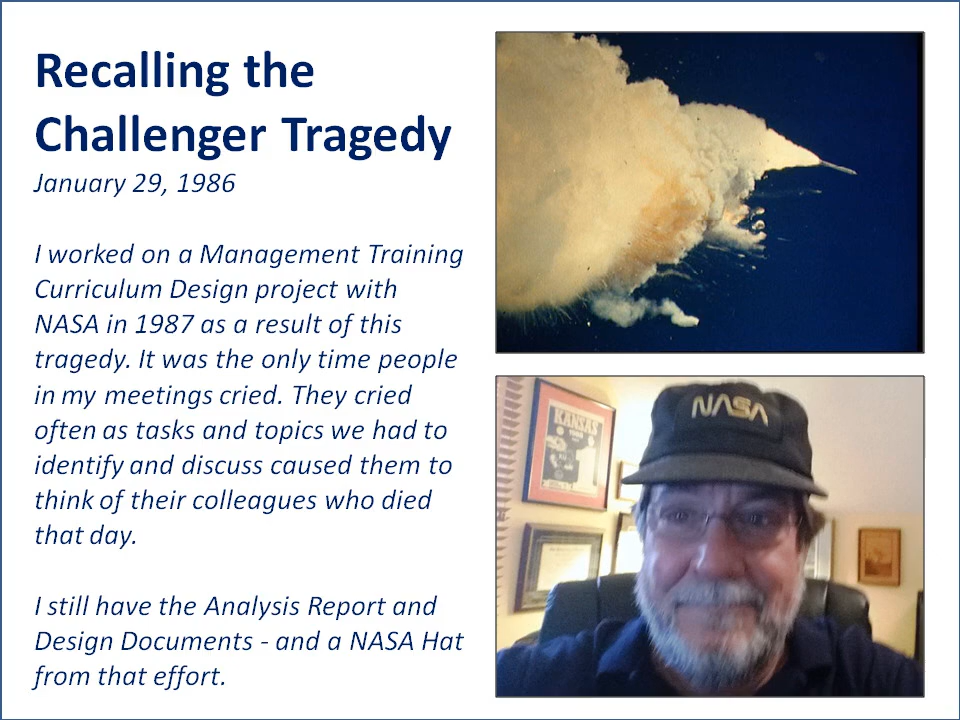 Recalling the
Challenger Tragedy
January 29, 1986
I worked on a Management Training
Curriculum Design project with
NASA in 1987 as a result of this
tragedy. It was the only time people
in my meetings cried. They cried
often as tasks and topics we had to
identify and discuss caused them to
think of their colleagues who died
that day.
I still have the Analysis Report and
Design Documents - and a NASA Hat
from that effort.
NASA
KANSAS